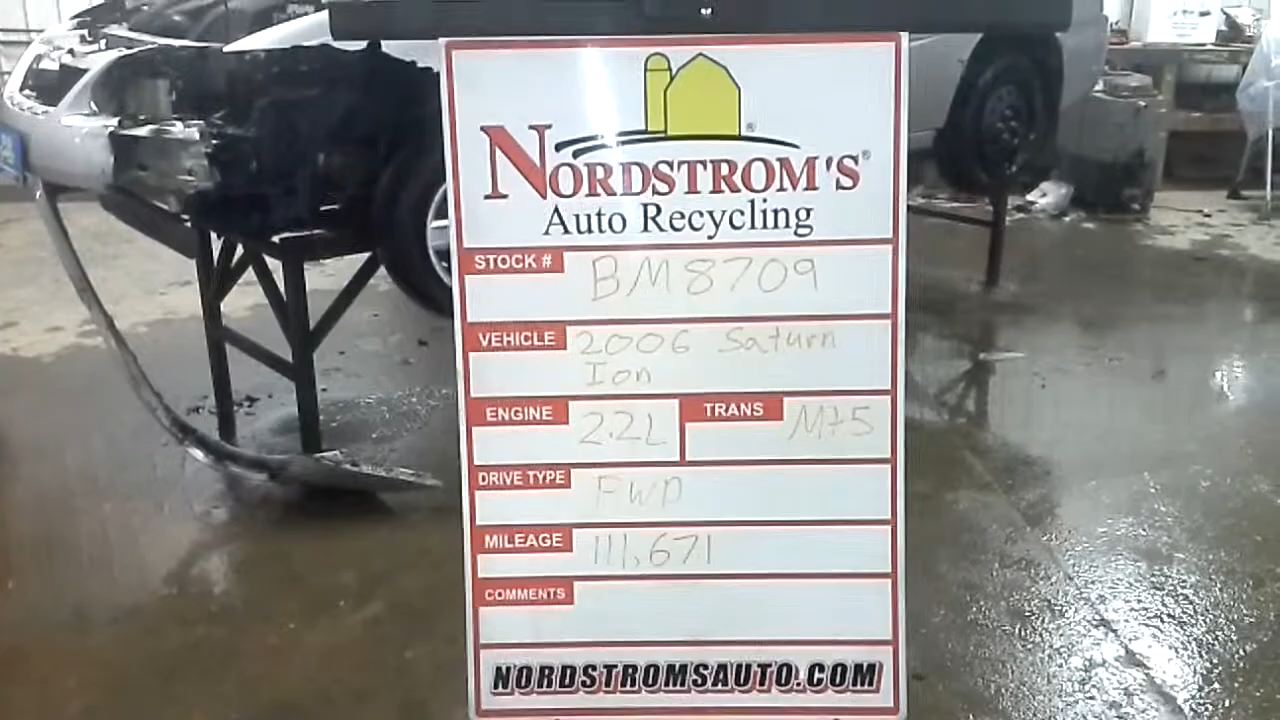 NORDSTROM'S®
Auto Recycling
STOCK # BM8709
VEHICLE 2006 Saturn
Ion
ENGINE 2.2L TRANS Mt5
DRIVE TYPE FWD
MILEAGE 111,671
COMMENTS
NORDSTROMSAUTO.COM